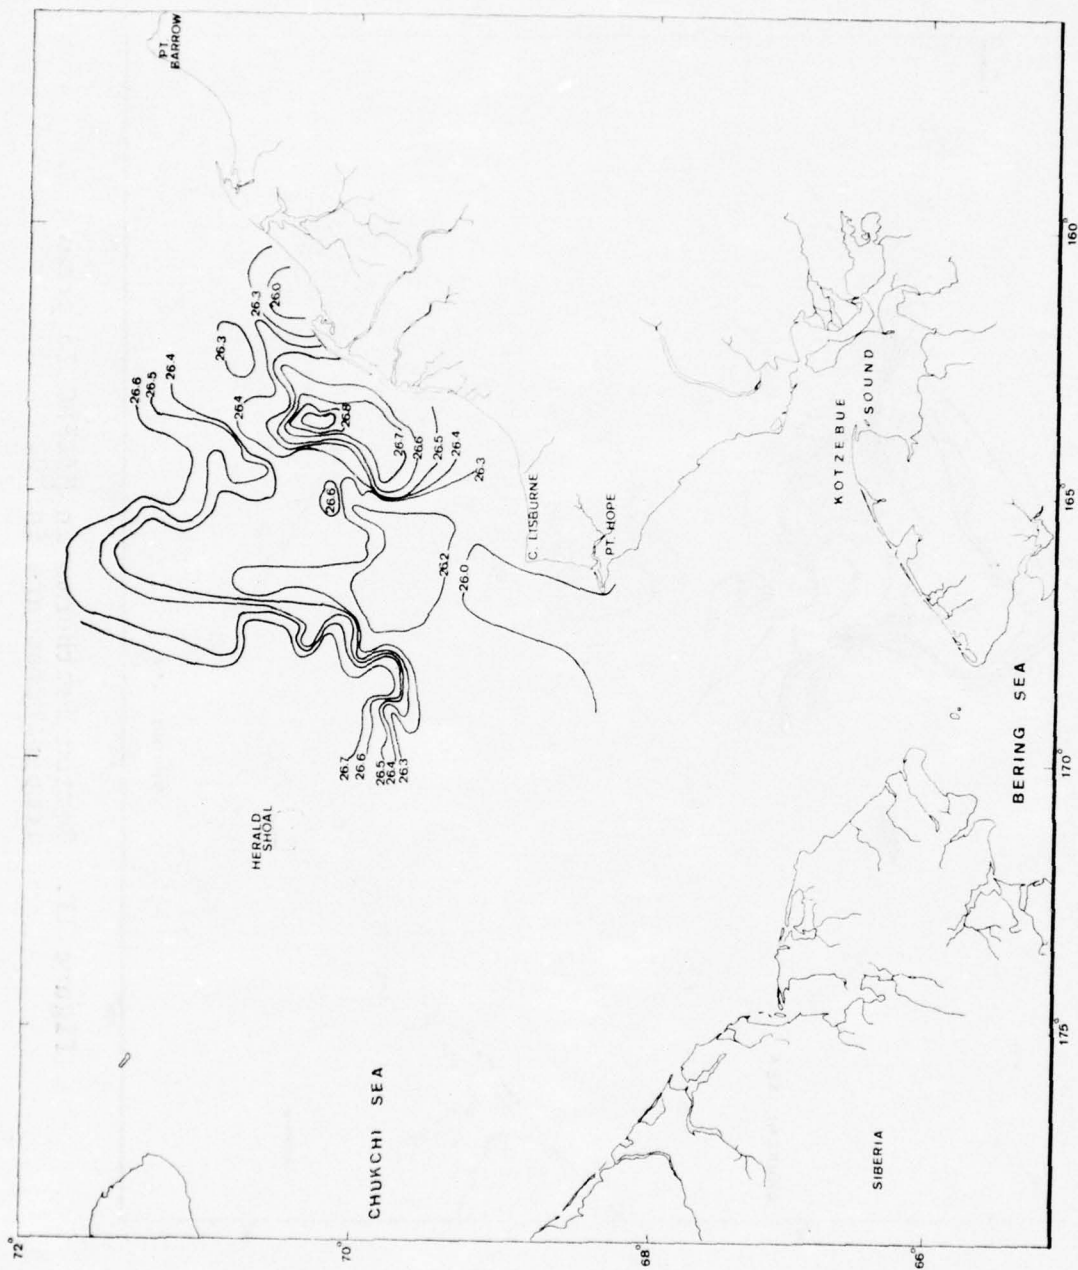 PT.
BARROW
26.3
26.0
26.3
26.4
26.5
26.6
26.4
26.8
26.7
26.6
26.5
26.4
26.3
26.6
26.2
26.0
C. LISBURNE
PT. HOPE
KOTZEBUE
SOUND
26.7
26.6
26.5
26.4
26.3
HERALD
SHOAL
BERING SEA
CHUKCHI SEA
SIBERIA
72°
70°
68°
66°
160°
165°
170°
175°